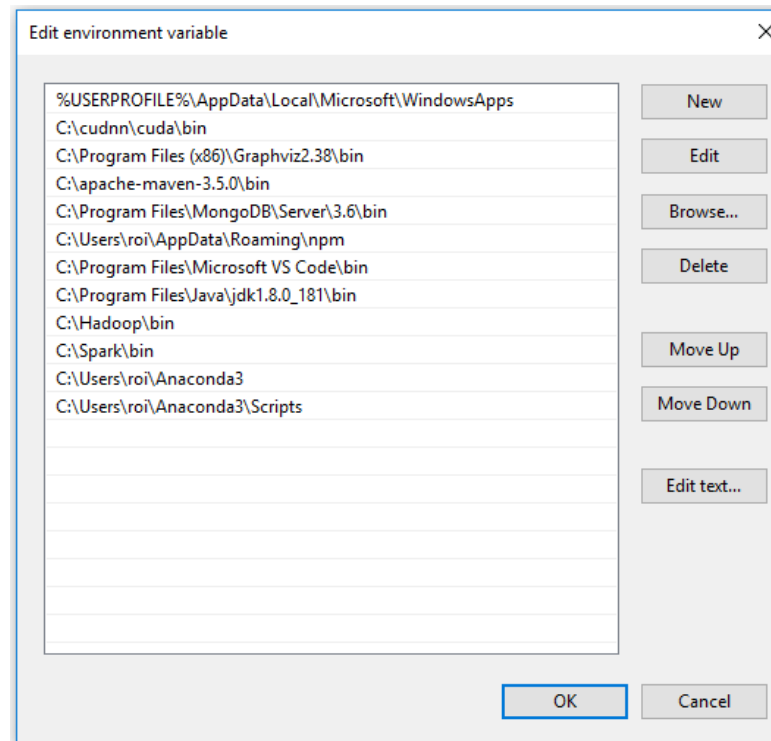 Edit environment variable
%USERPROFILE%\AppData\Local\Microsoft\WindowsApps
C:\cudnn\cuda\bin
C:\Program Files (x86)\Graphviz2.38\bin
C:\apache-maven-3.5.0\bin
C:\Program Files\MongoDB\Server\3.6\bin
C:\Users\roi\AppData\Roaming\npm
C:\Program Files\Microsoft VS Code\bin
C:\Program Files\Java\jdk1.8.0_181\bin
C:\Hadoop\bin
C:\Spark\bin
C:\Users\roi\Anaconda3
C:\Users\roi\Anaconda3\Scripts
New
Edit
Browse...
Delete
Move Up
Move Down
Edit text...
OK
Cancel